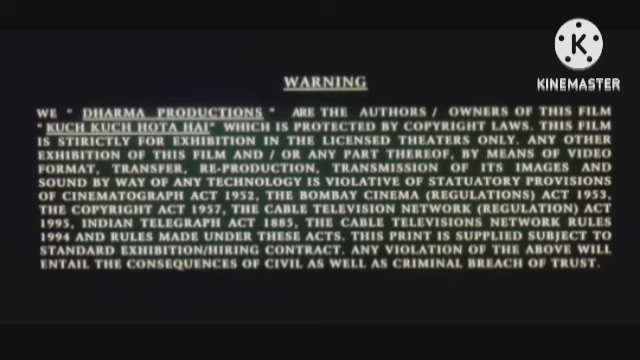 K
KINEMASTER
WARNING
WE " DHARMA PRODUCTIONS " ARE THE AUTHORS / OWNERS OF THIS FILM
"KUCH KUCH HOTA HAI" WHICH IS PROTECTED BY COPYRIGHT LAWS. THIS FILM
IS STIRICTLY FOR EXHIBITION IN THE LICENSED THEATERS ONLY. ANY OTHER
EXHIBITION OF THIS FILM AND / OR ANY PART THEREOF, BY MEANS OF VIDEO
FORMAT, TRANSFER, RE-PRODUCTION, TRANSMISSION OF ITS IMAGES AND
SOUND BY WAY OF ANY TECHNOLOGY IS VIOLATIVE OF STATUATORY PROVISIONS
OF CINEMATOGRAPH ACT 1952, THE BOMBAY CINEMA (REGULATIONS) ACT 1953,
THE COPYRIGHT ACT 1957, THE CABLE TELEVISION NETWORK (REGULATION) ACT
1995, INDIAN TELEGRAPH ACT 1885, THE CABLE TELEVISIONS NETWORK RULES
1994 AND RULES MADE UNDER THESE ACTS. THIS PRINT IS SUPPLIED SUBJECT TO
STANDARD EXHIBITION/HIRING CONTRACT. ANY VIOLATION OF THE ABOVE WILL
ENTAIL THE CONSEQUENCES OF CIVIL AS WELL AS CRIMINAL BREACH OF TRUST.